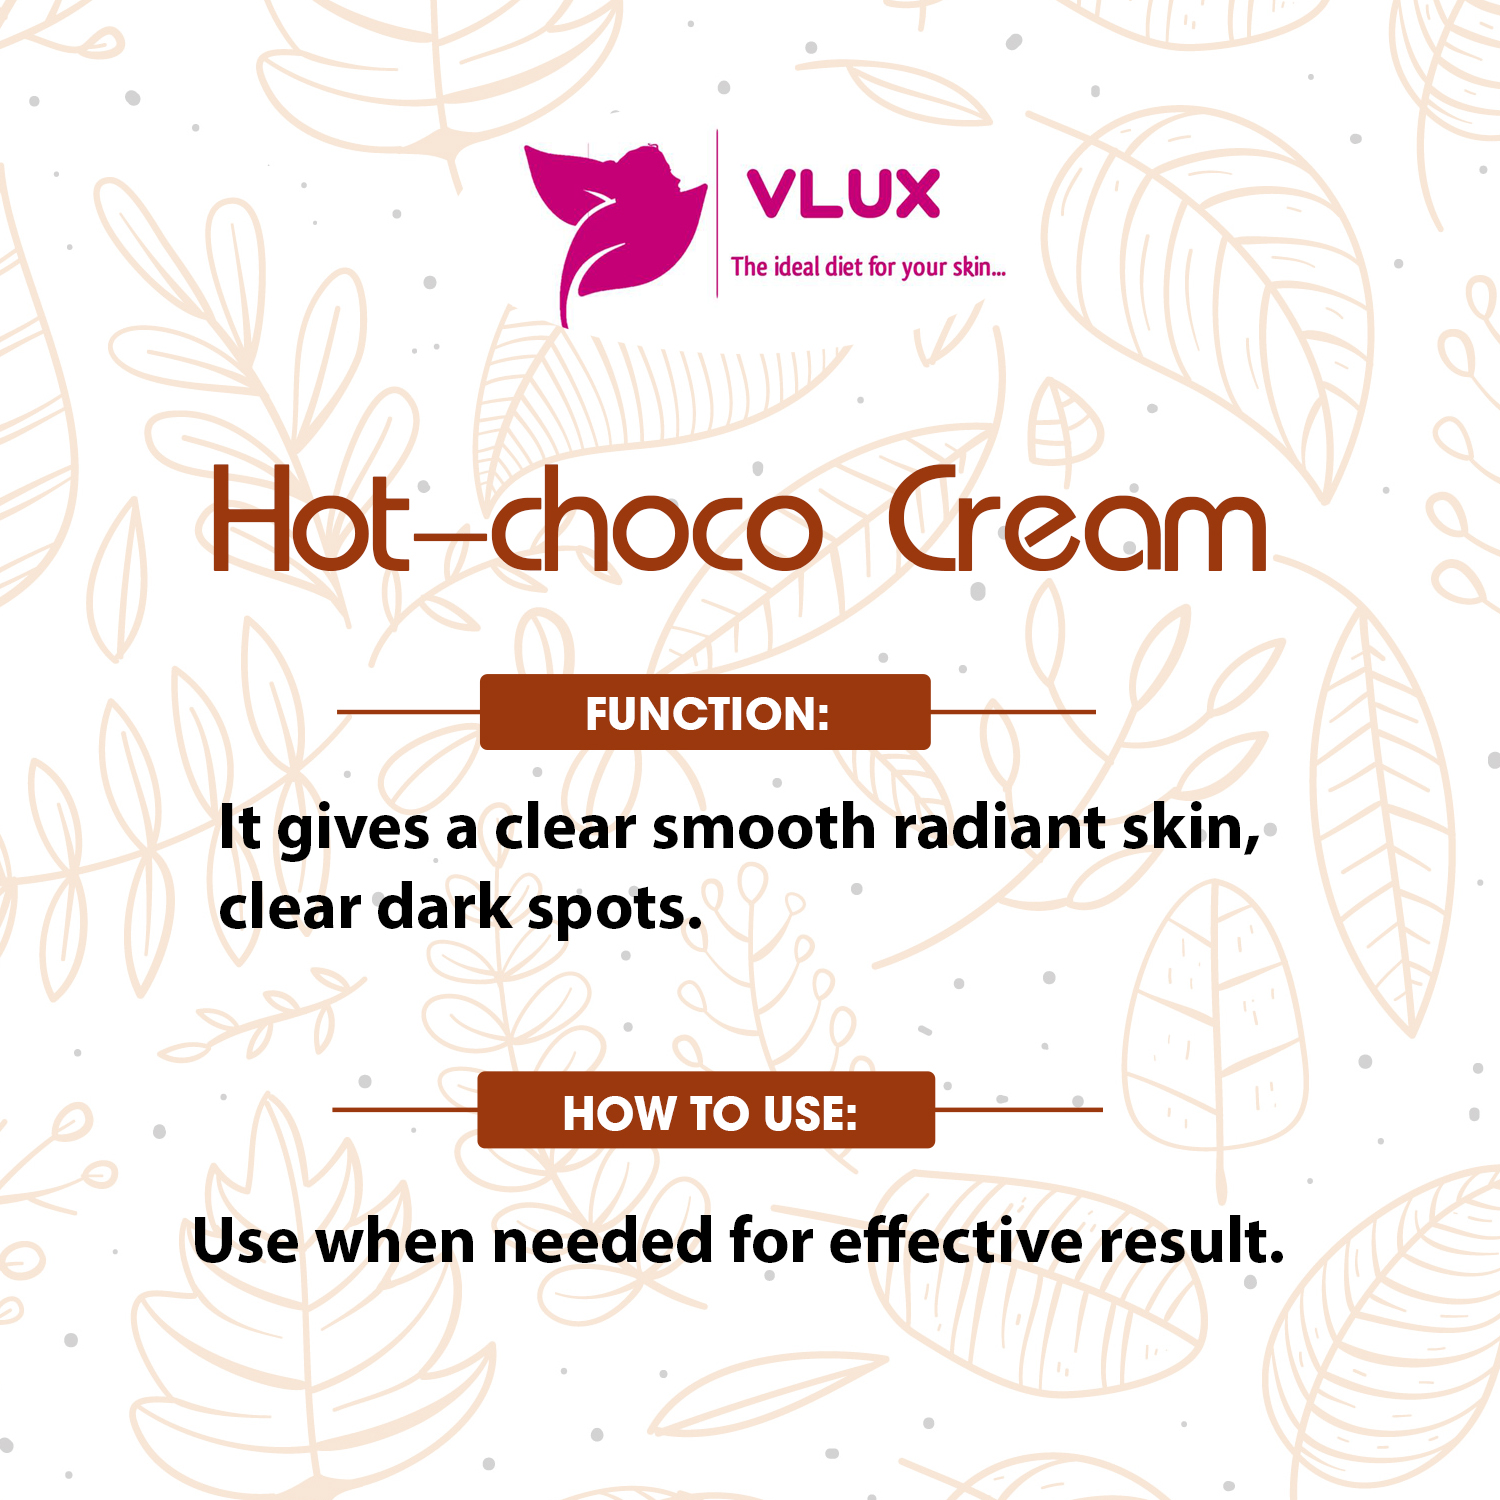 VLUX
The ideal diet for your skin...
Hot-choco Cream
FUNCTION:
It gives a clear smooth radiant skin,
clear dark spots.
HOW TO USE:
Use when needed for effective result.